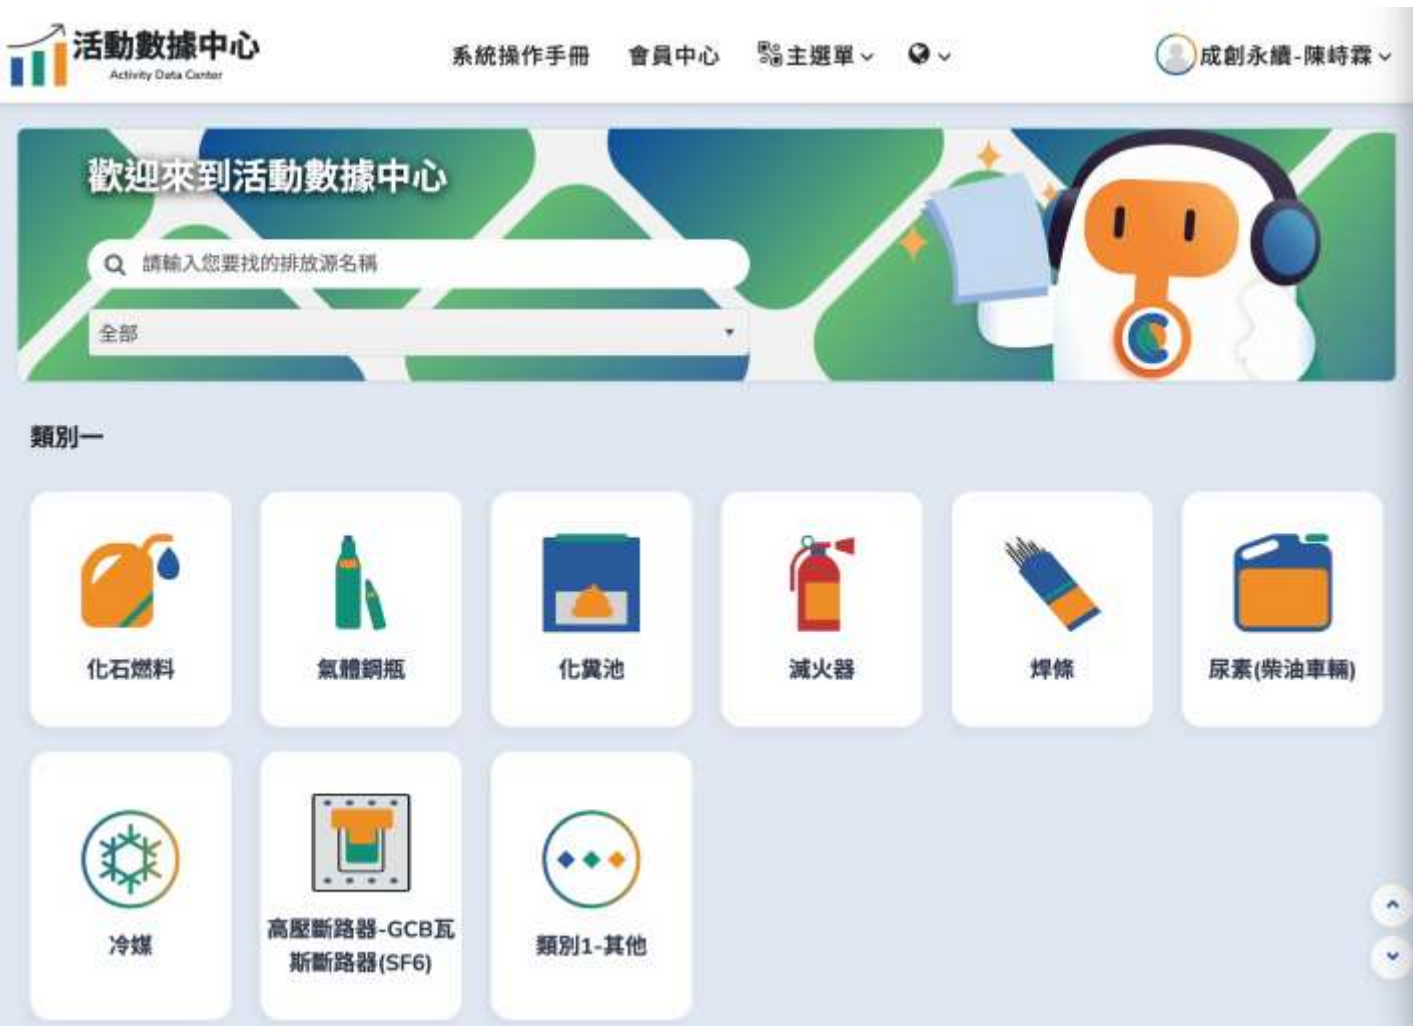 活動數據中心
Activity Data Center
系統操作手冊
會員中心
主選單
成創永續-陳峙霖
歡迎來到活動數據中心
請輸入您要找的排放源名稱
全部
類別一
化石燃料
氣體鋼瓶
化糞池
滅火器
焊條
尿素(柴油車輛)
冷媒
高壓斷路器-GCB瓦
斯斷路器(SF6)
類別1-其他